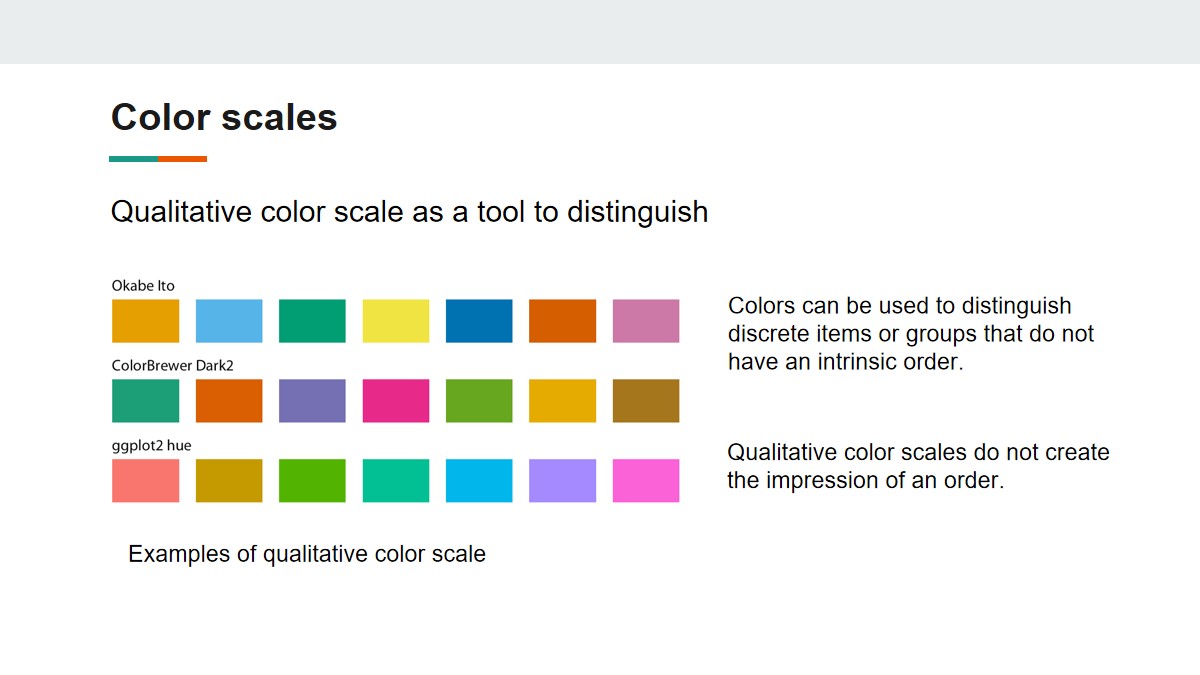 Color scales
Qualitative color scale as a tool to distinguish
Okabe Ito
ColorBrewer Dark2
ggplot2 hue
Examples of qualitative color scale
Colors can be used to distinguish
discrete items or groups that do not
have an intrinsic order.
Qualitative color scales do not create
the impression of an order.